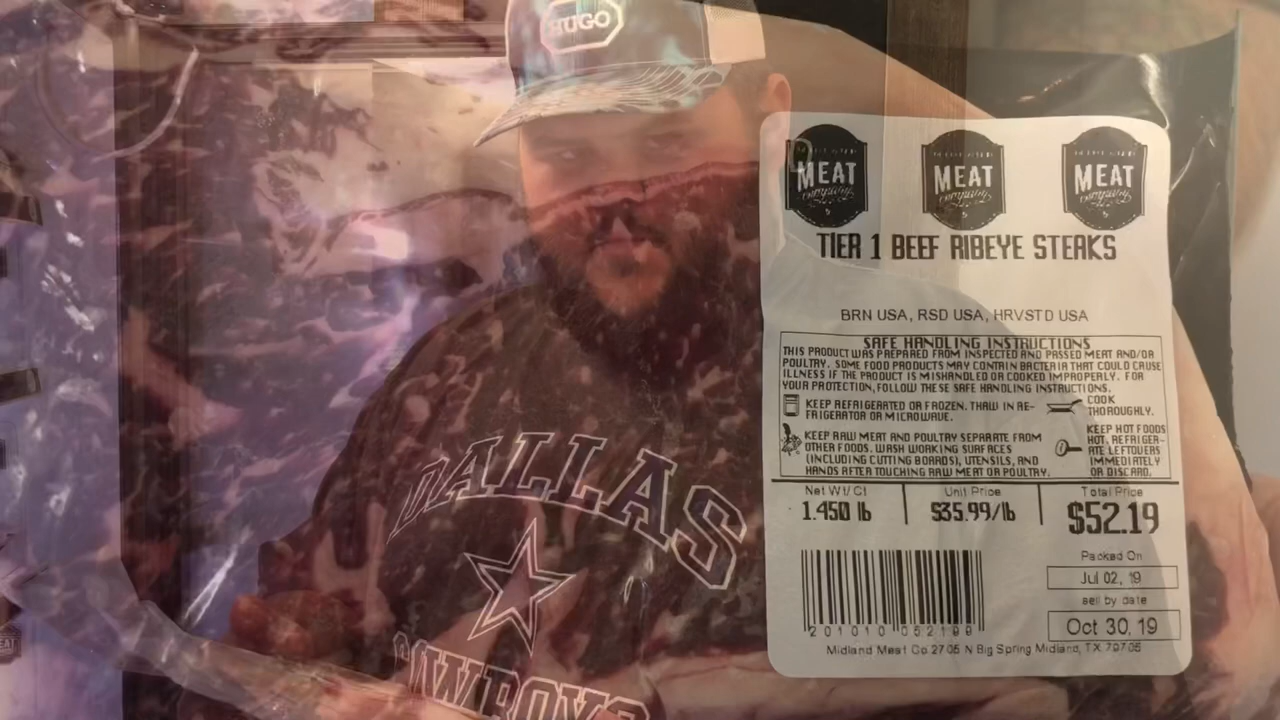 HUGO
MEAT
company
MEAT
company
MEAT
company
TIER 1 BEEF RIBEYE STEAKS
BRN USA, RSD USA, HRVSTD USA
SAFE HANDLING INSTRUCTIONS
THIS PRODUCT WAS PREPARED FROM INSPECTED AND PASSED MEAT AND/OR
POULTRY. SOME FOOD PRODUCTS MAY CONTAIN BACTERIA THAT COULD CAUSE
ILLNESS IF THE PRODUCT IS MISHANDLED OR COOKED IMPROPERLY. FOR
YOUR PROTECTION, FOLLOW THESE SAFE HANDLING INSTRUCTIONS.
KEEP REFRIGERATED OR FROZEN. THAW IN RE-
FRIGERATOR OR MICROWAVE.
COOK
THOROUGHLY.
KEEP RAW MEAT AND POULTRY SEPARATE FROM
OTHER FOODS. WASH WORKING SURFACES
(INCLUDING CUTTING BOARDS), UTENSILS, AND
HANDS AFTER TOUCHING RAW MEAT OR POULTRY.
KEEP HOT FOODS
HOT. REFRIGER-
ATE LEFTOVERS
IMMEDIATELY
OR DISCARD.
Net Wt/Ct
1.450 lb
Unit Price
$35.99/lb
Total Price
$52.19
Packed On
Jul 02, 19
sell by date
Oct 30, 19
201010 052199
Midland Meat Co 2705 N Big Spring Midland, TX 79705
DALLAS
COWBOYS